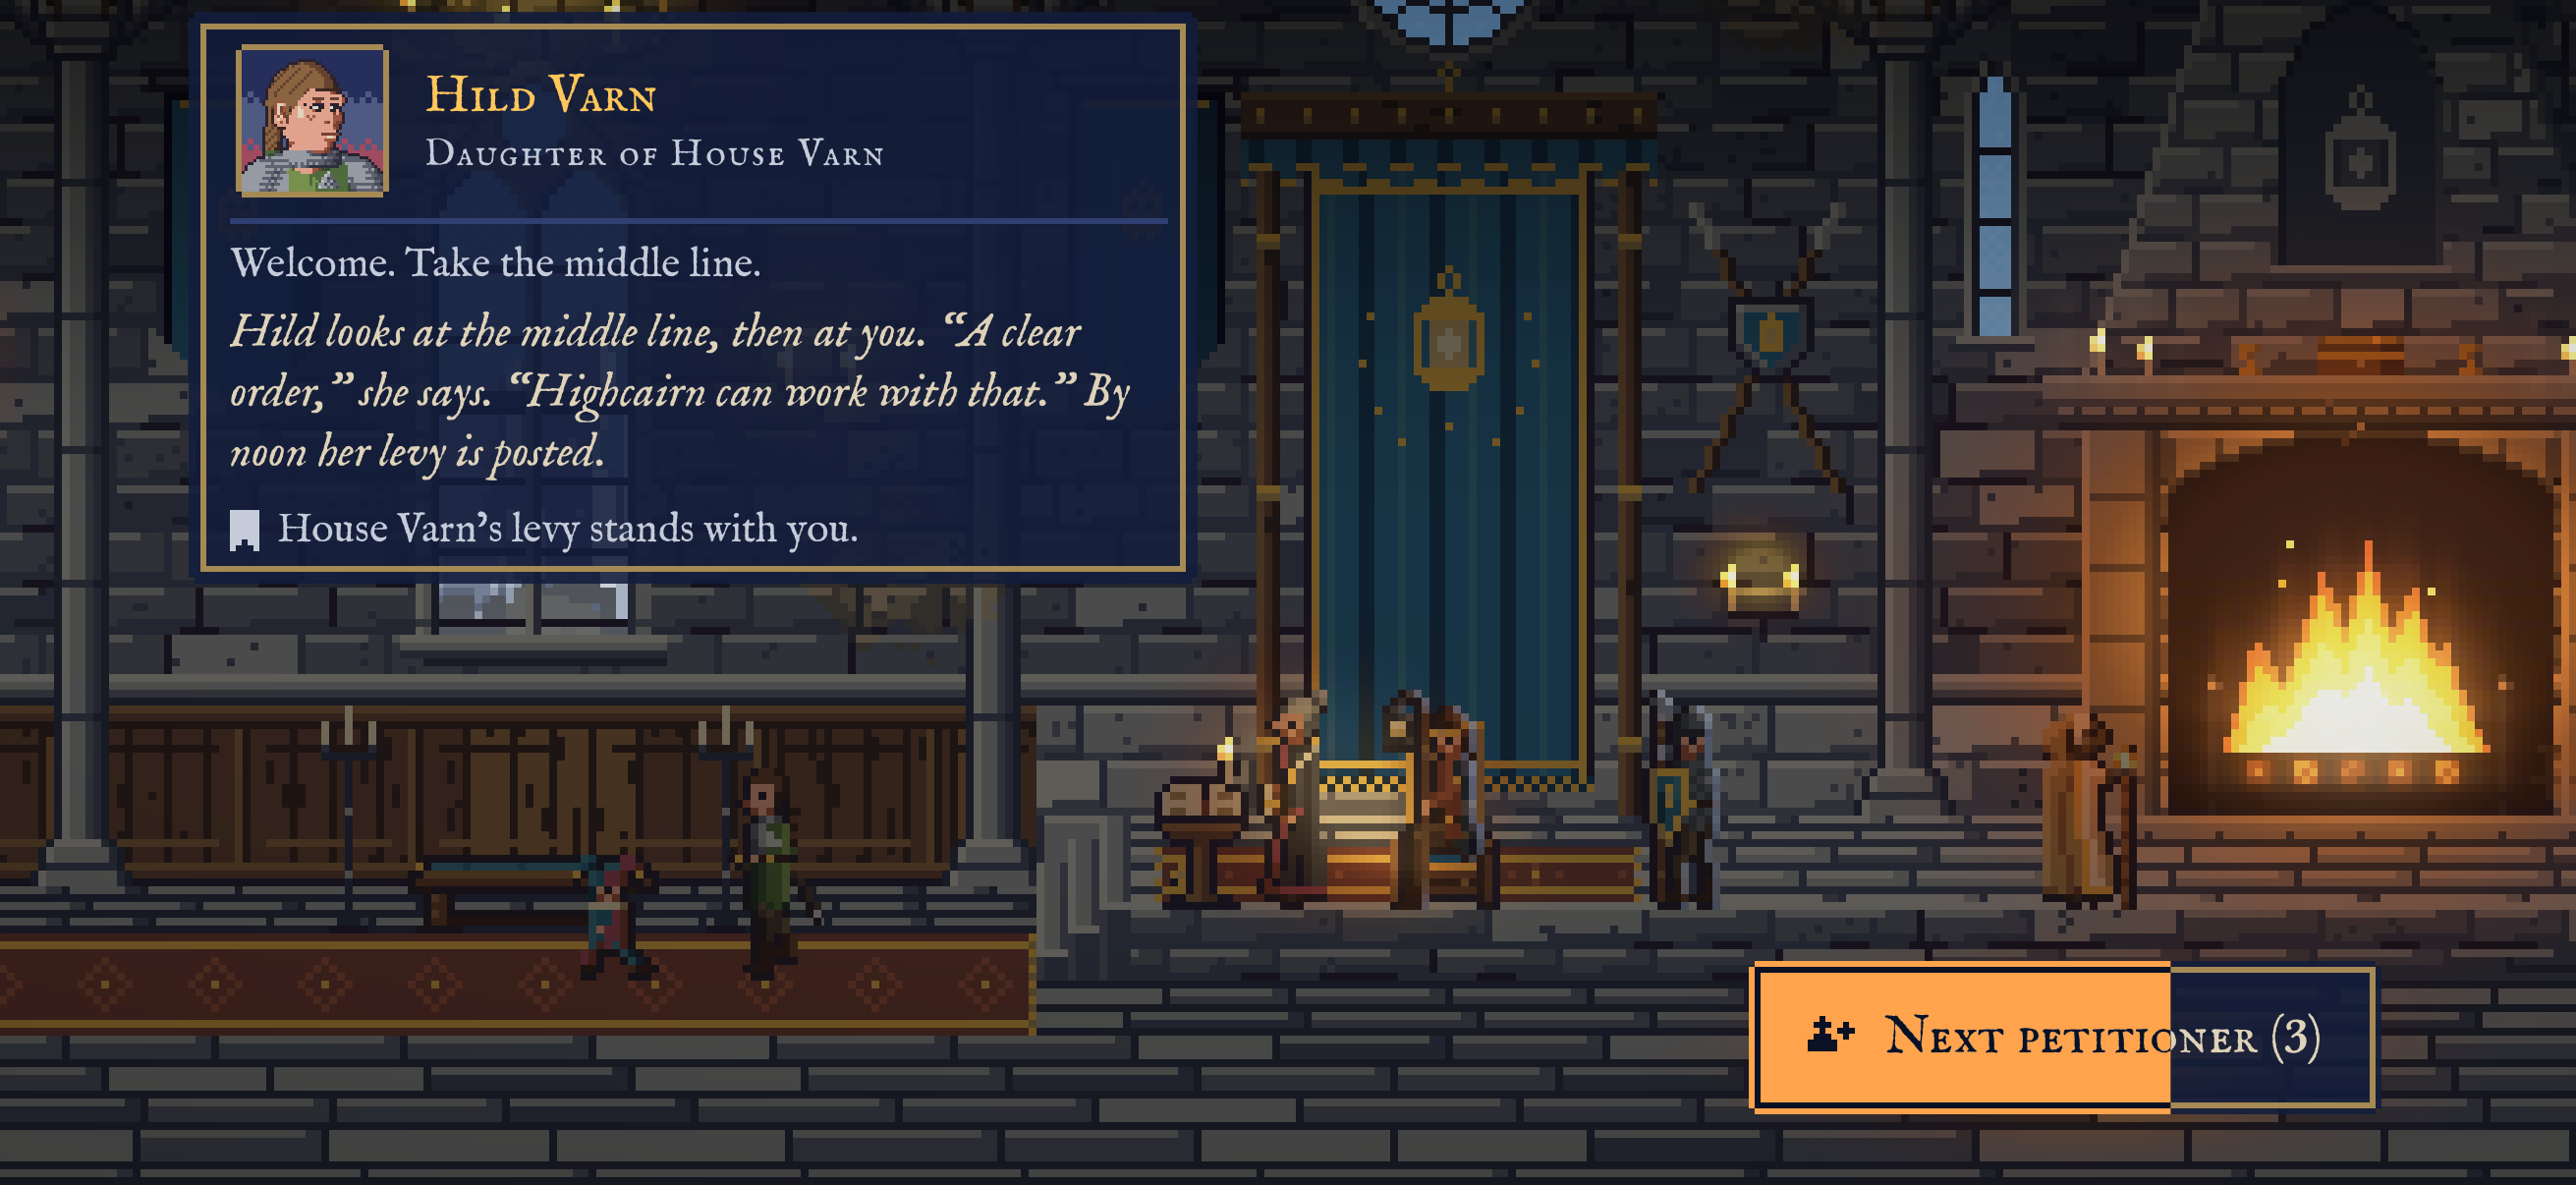 Hild Varn
Daughter of House Varn
Welcome. Take the middle line.
Hild looks at the middle line, then at you. “A clear
order,” she says. “Highcairn can work with that.” By
noon her levy is posted.
House Varn’s levy stands with you.
Next petitioner (3)